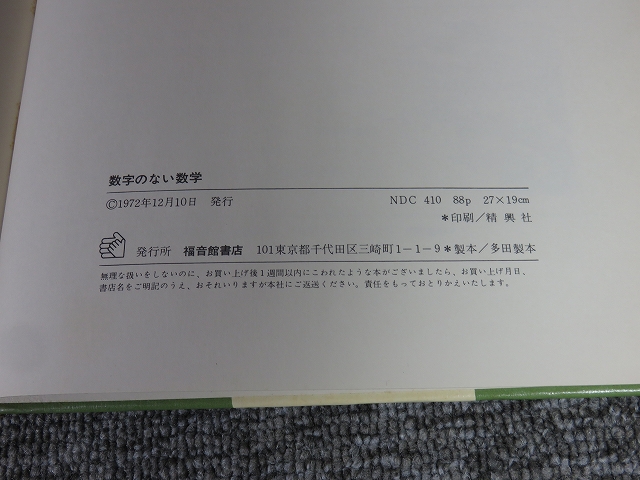 数字のない数学
©1972年12月10日 発行 NDC 410 88p 27×19cm
*印刷/精興社
発行所 福音館書店 101東京都千代田区三崎町1-1-9*製本/多田製本
無理な扱いをしないのに、お買い上げ後1週間以内にこわれたような本がございましたら、お買い上げ月日、
書店名をご明記のうえ、おそれいりますが本社にご返送ください。責任をもっておとりかえいたします。